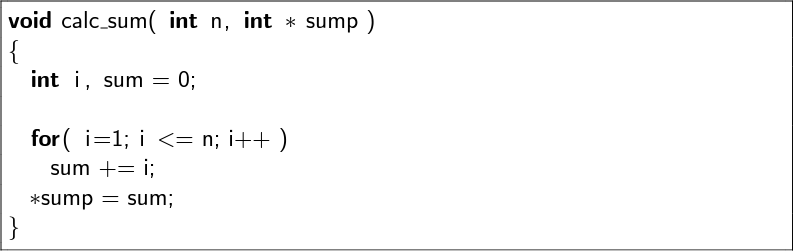 void calc_sum( int n, int * sump )
{
  int i , sum = 0;

  for( i=1; i <= n; i++ )
    sum += i;
  *sump = sum;
}